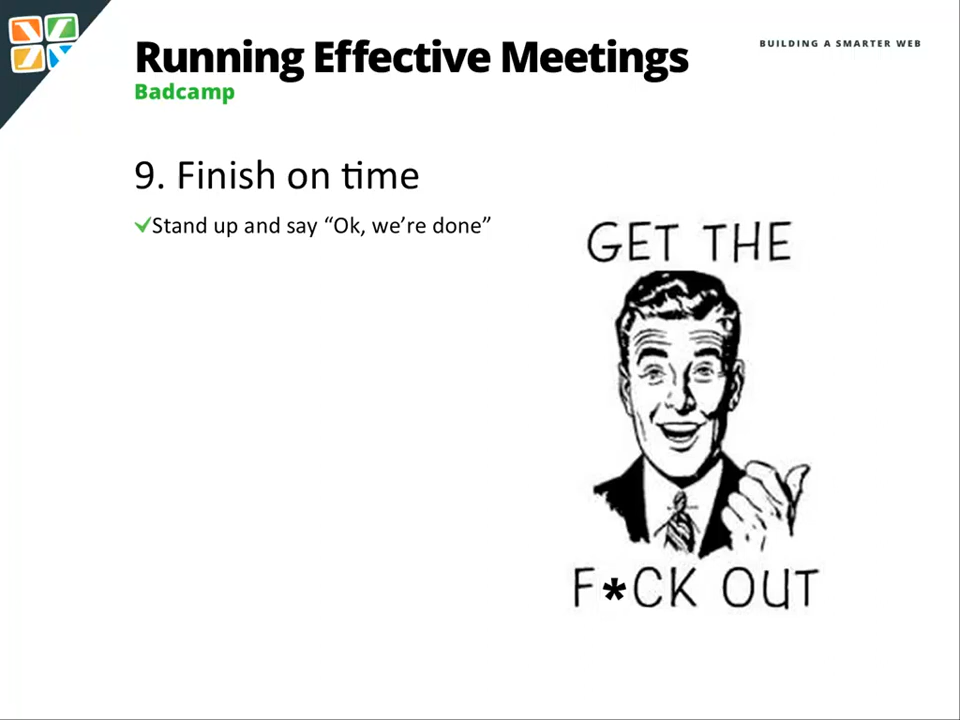 Running Effective Meetings
BUILDING A SMARTER WEB
Badcamp
9. Finish on time
Stand up and say “Ok, we’re done”
GET THE
F*CK OUT